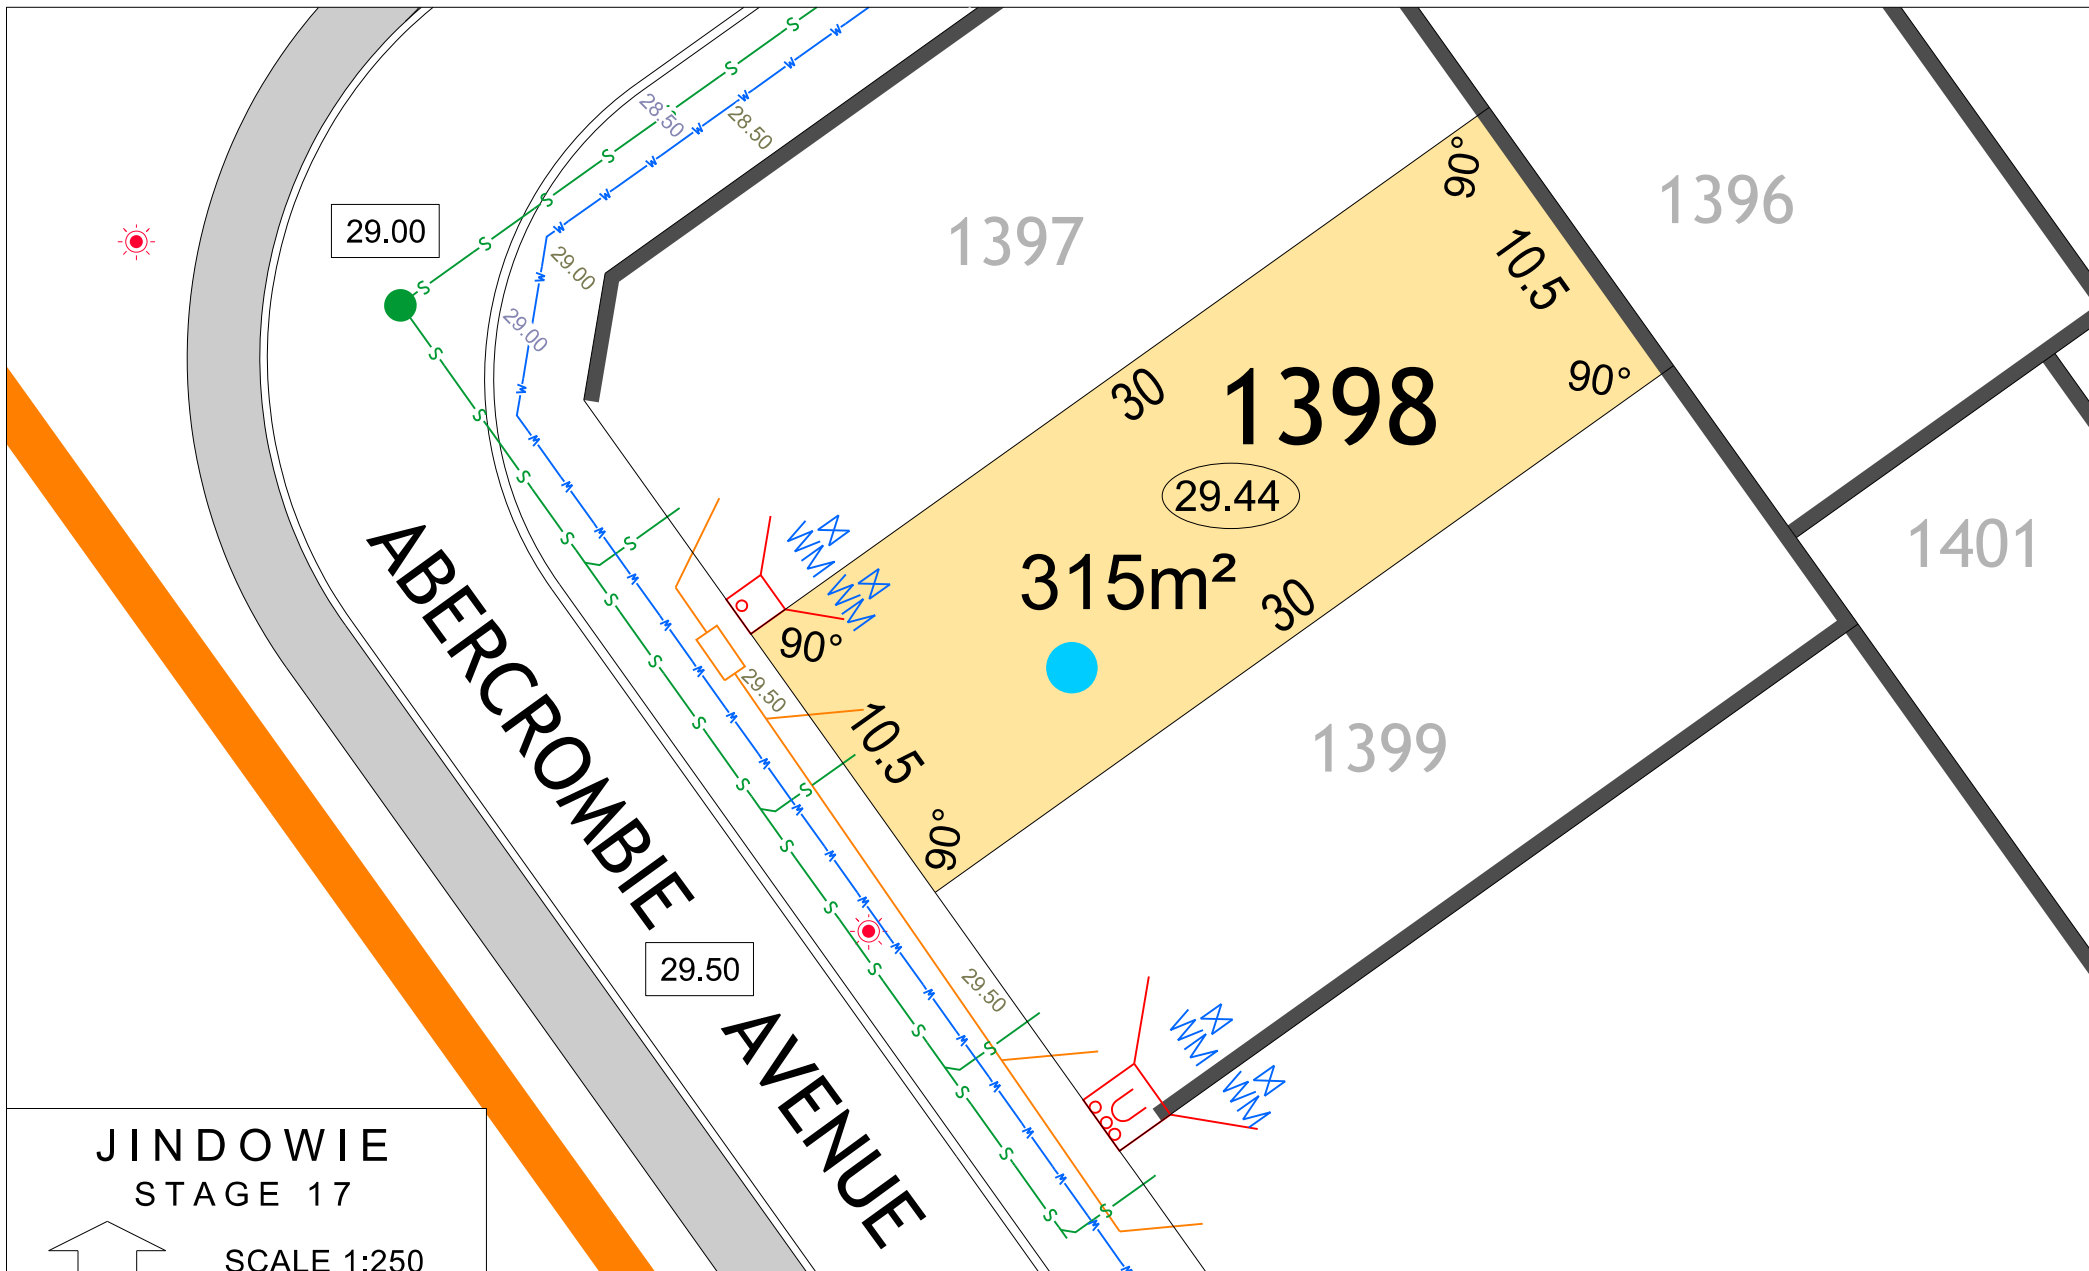 28.50
28.50
29.00
29.00
29.00
1397
1396
90°
10.5
90°
30
1398
29.44
315m²
30
1401
WM
WM
90°
29.50
10.5
90°
1399
ABERCROMBIE AVENUE
29.50
29.50
WM
WM
U
JINDOWIE
STAGE 17
SCALE 1:250
S S S S S S S S S S S S S S S S S S S S S S S S
W W W W W W W W W W W W W W W W W W W W W W W W W W W